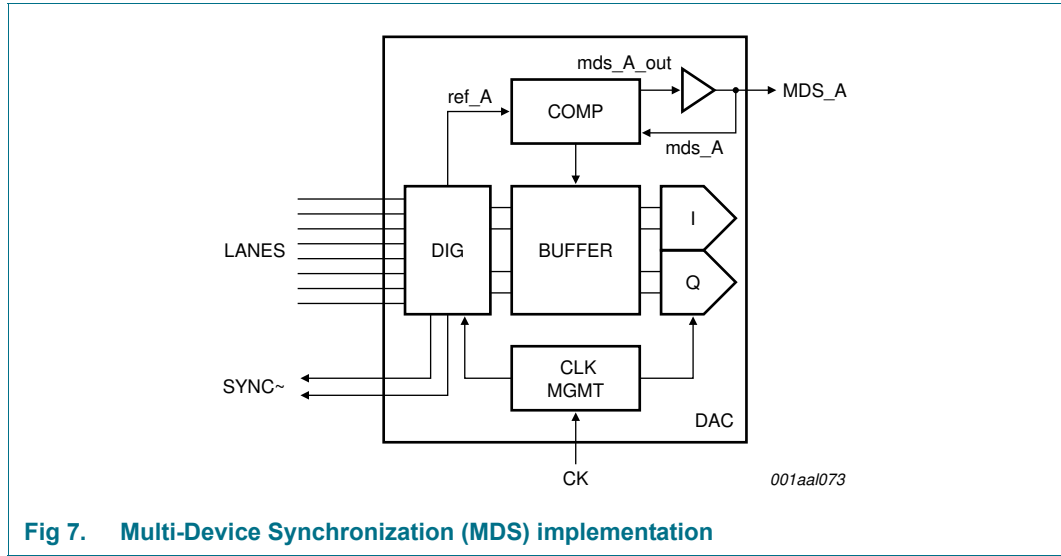 mds_A_out
MDS_A
ref_A
COMP
mds_A
LANES
DIG
BUFFER
I
Q
SYNC~
CLK
MGMT
DAC
CK
001aal073
Fig 7. Multi-Device Synchronization (MDS) implementation